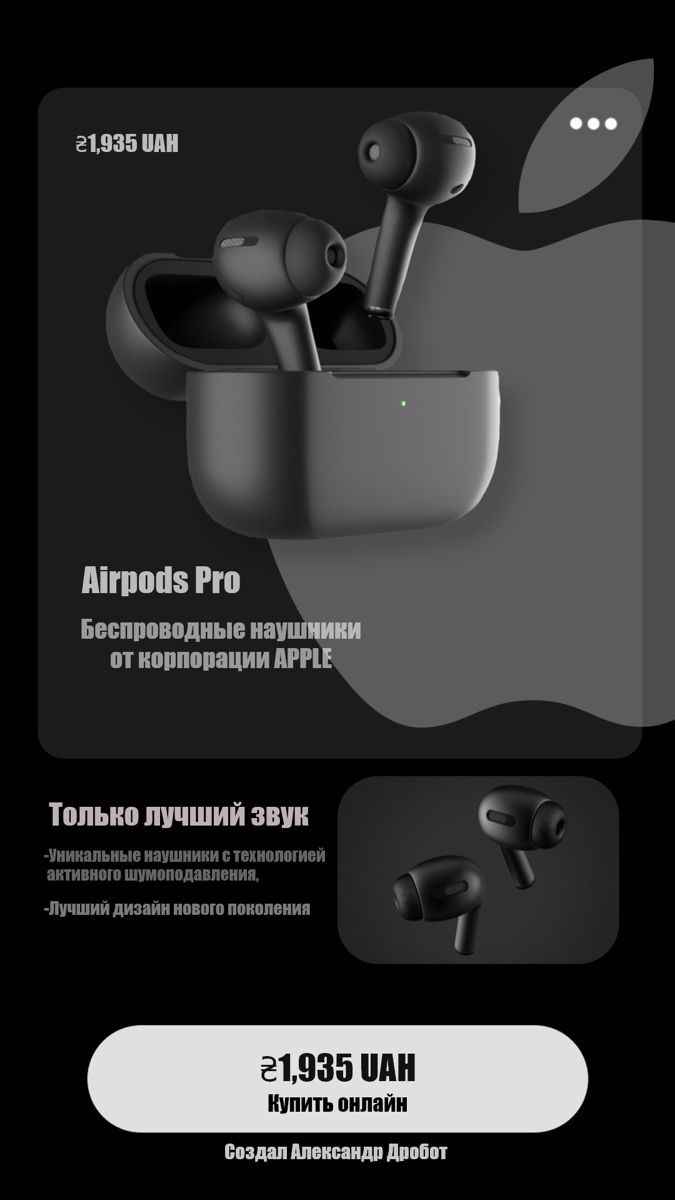 ₴1,935 UAH
Airpods Pro
Беспроводные наушники
от корпорации APPLE
Только лучший звук
-Уникальные наушники с технологией
активного шумоподавления,
-Лучший дизайн нового поколения
₴1,935 UAH
Купить онлайн
Создал Александр Дробот